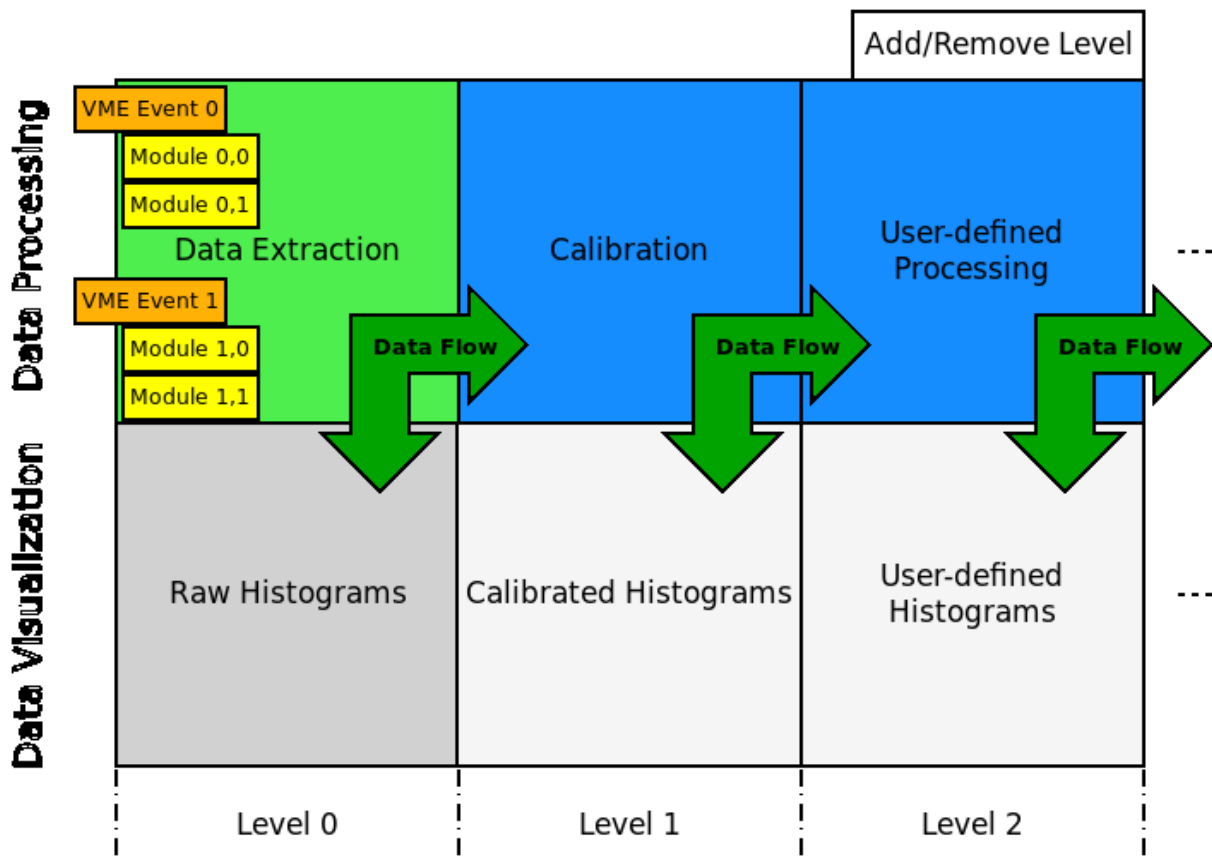 Add/Remove Level
Data Processing
VME Event 0
Module 0,0
Module 0,1
Data Extraction
VME Event 1
Module 1,0
Module 1,1
Data Flow
Calibration
Data Flow
User-defined
Processing
Data Flow
Data Visualization
Raw Histograms
Calibrated Histograms
User-defined
Histograms
Level 0
Level 1
Level 2